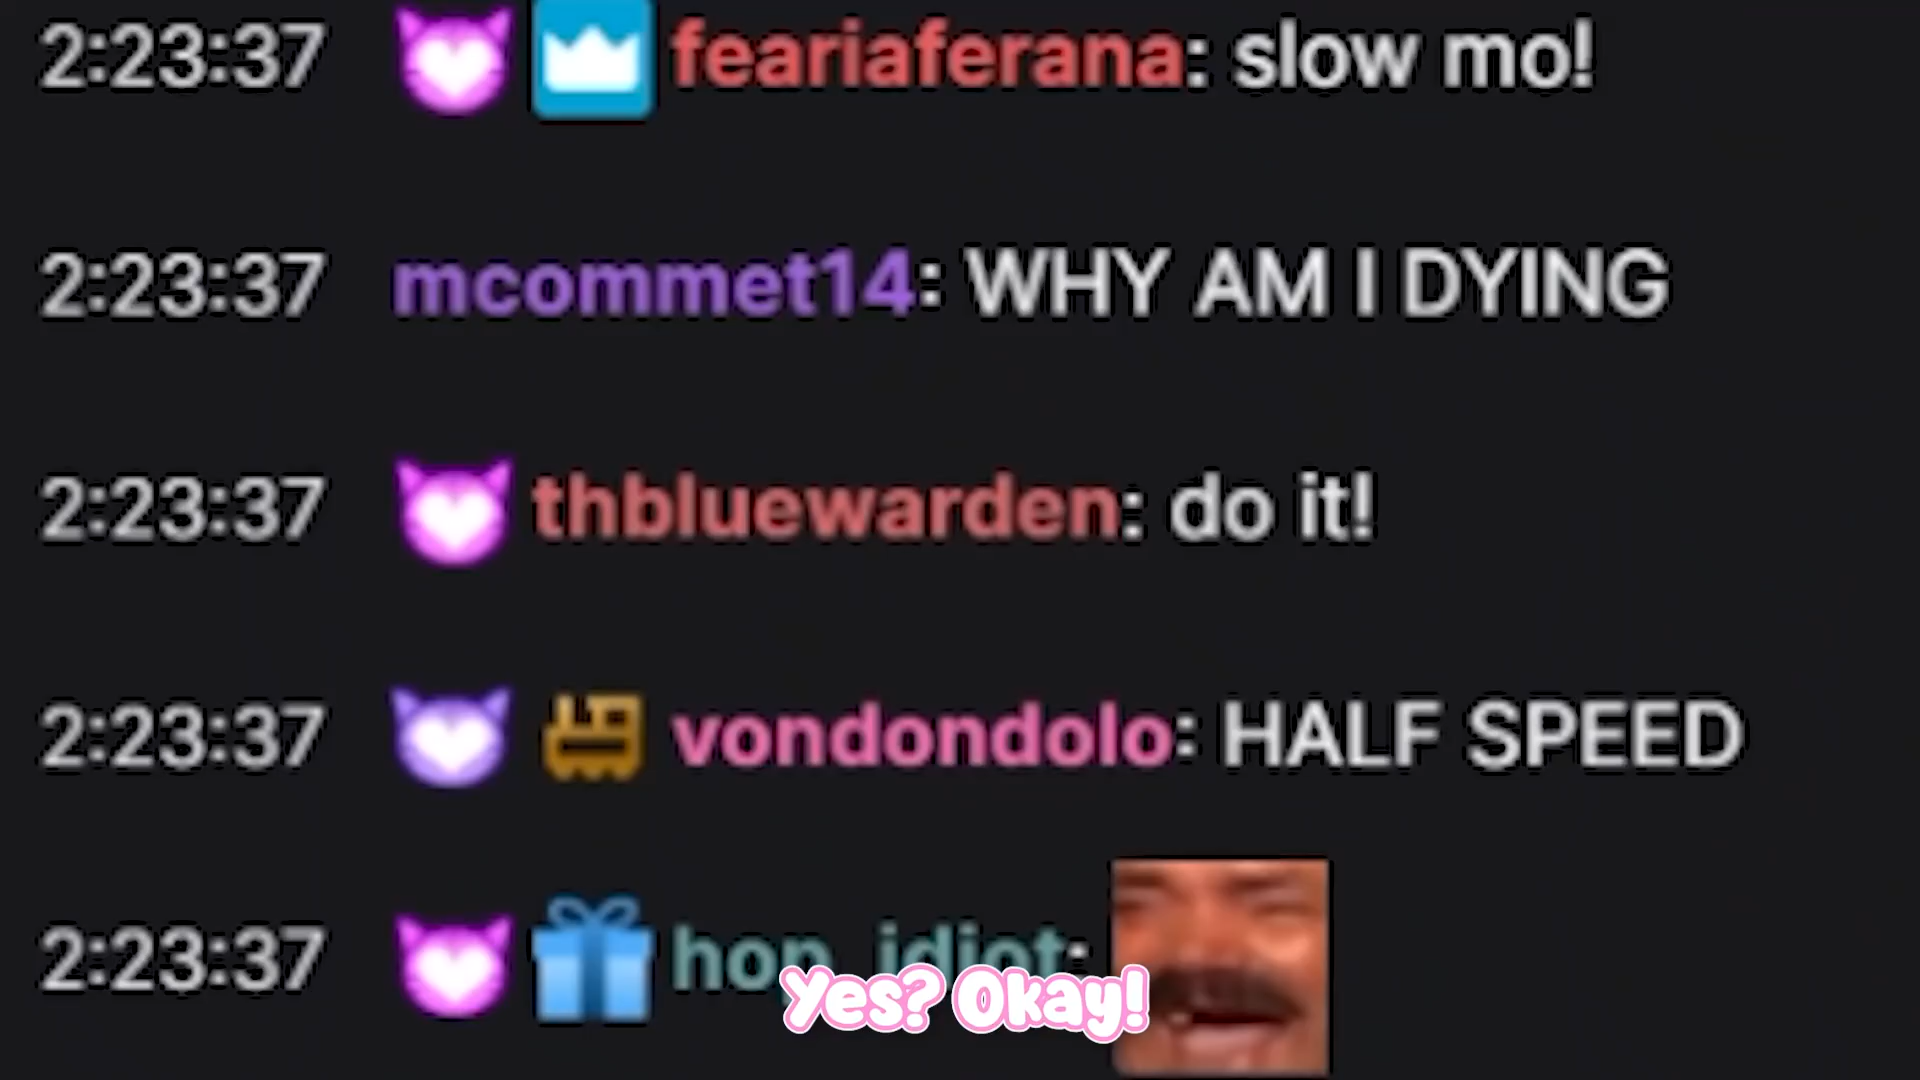 2:23:37 feariaferana: slow mo!
2:23:37 mcommet14: WHY AM I DYING
2:23:37 thbluewarden: do it!
2:23:37 vondondolo: HALF SPEED
2:23:37 hop_idiot:
Yes? Okay!